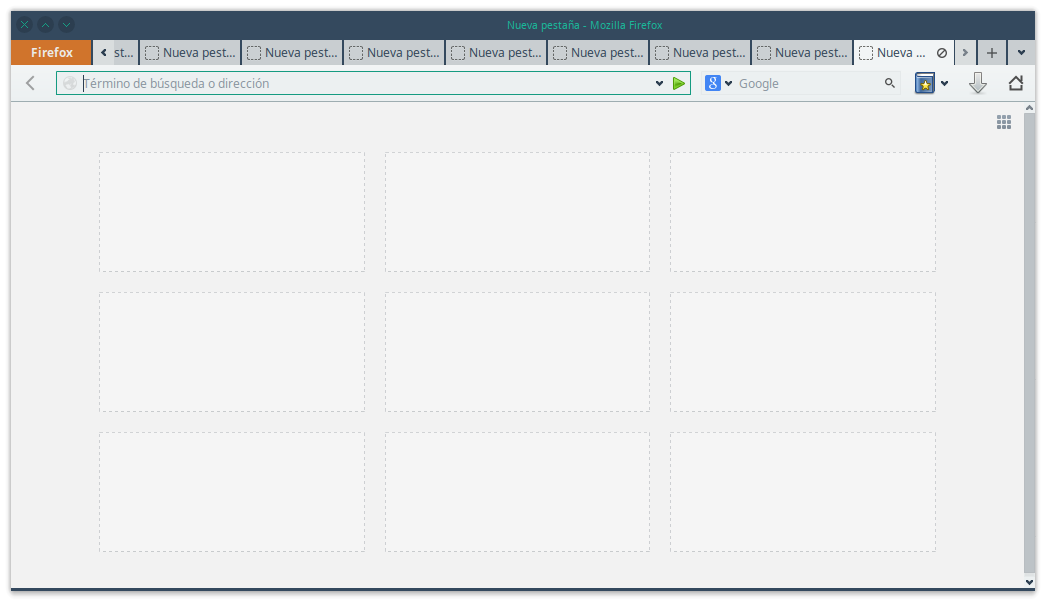 Nueva pestaña - Mozilla Firefox
Firefox st... Nueva pest... Nueva pest... Nueva pest... Nueva pest... Nueva pest... Nueva pest... Nueva pest... Nueva ...
Término de búsqueda o dirección 8 Google